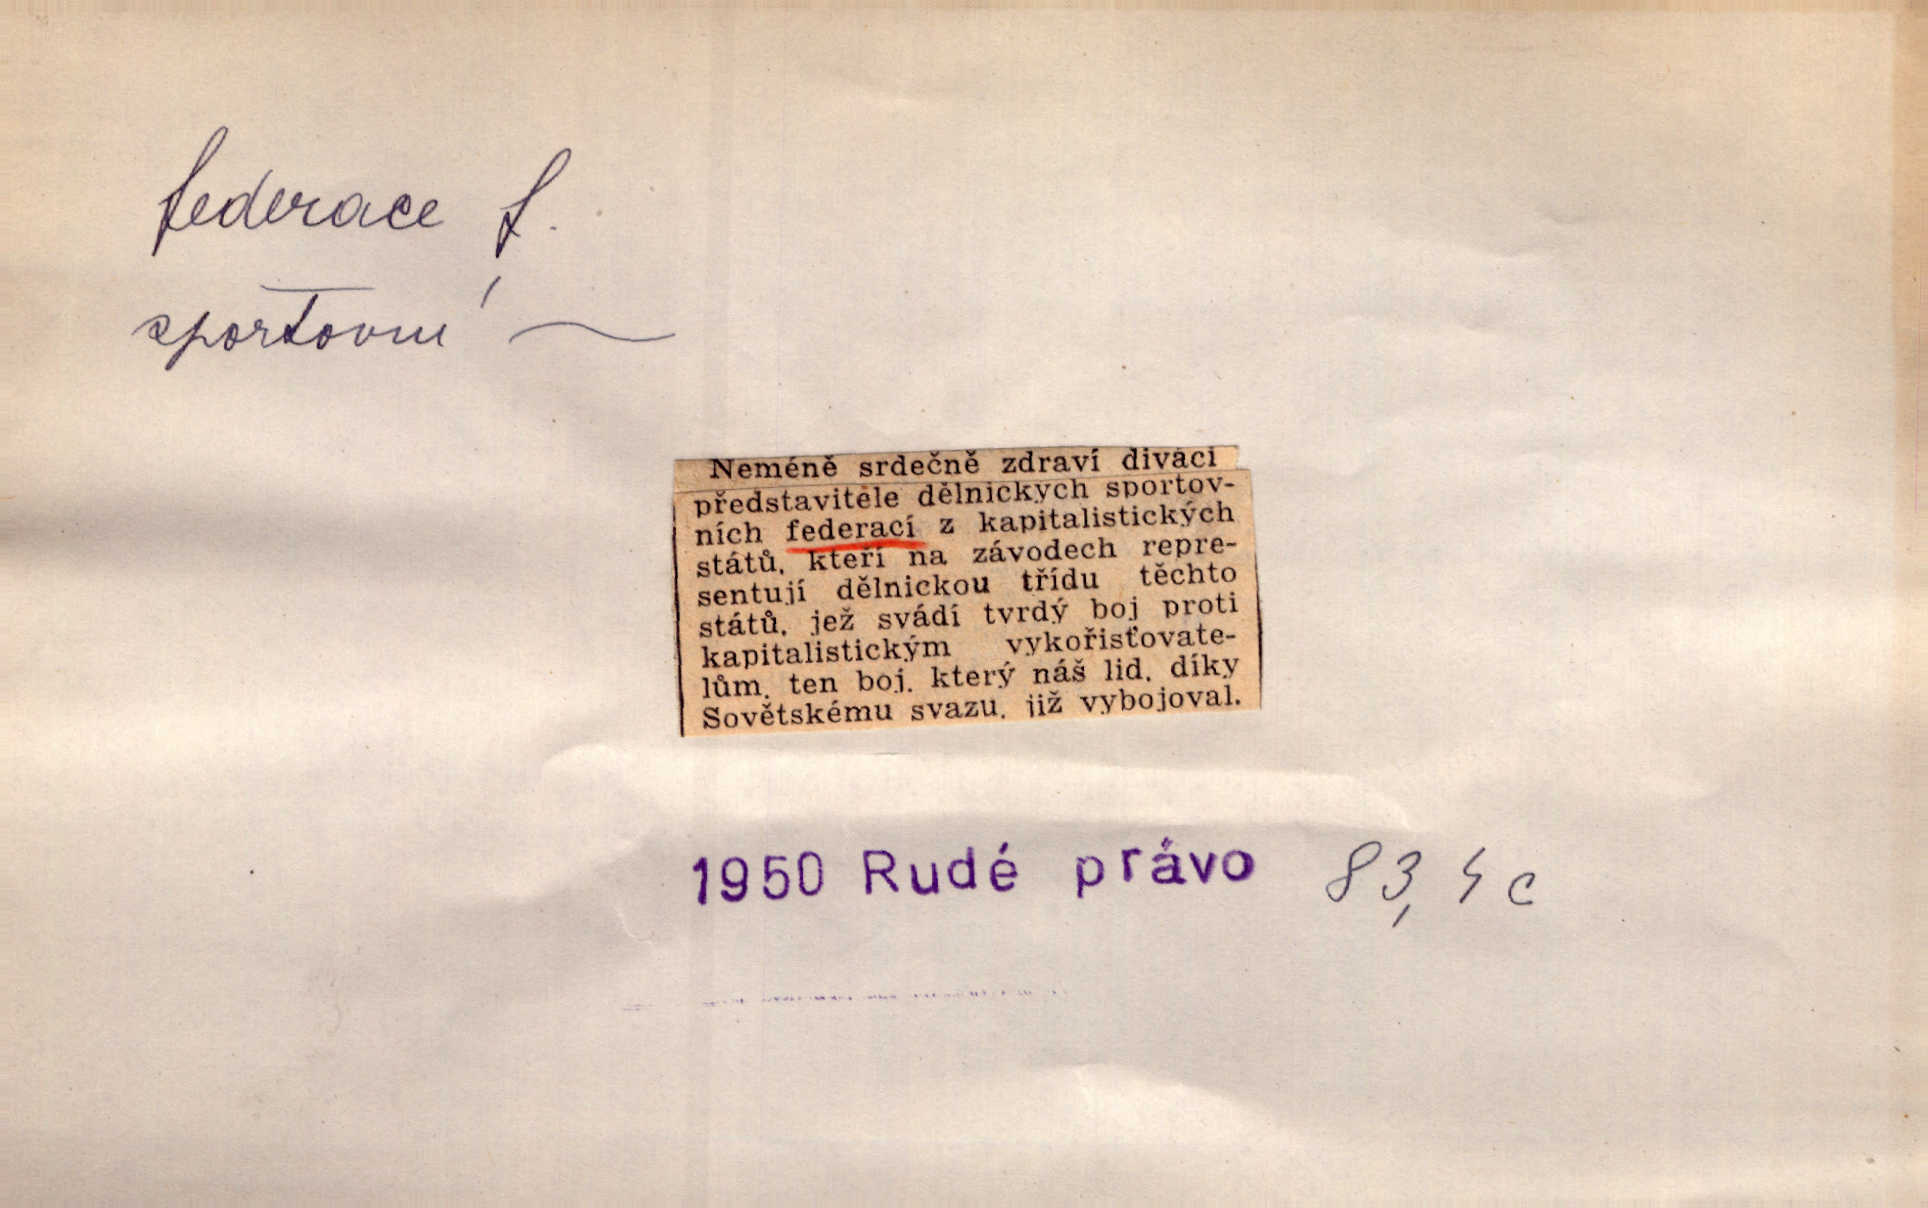 federace f.
sportovní ~
Neméně srdečně zdraví diváci
představitele dělnických sportov-
ních federací z kapitalistických
států, kteří na závodech repre-
sentují dělnickou třídu těchto
států, jež svádí tvrdý boj proti
kapitalistickým vykořisťovate-
lům, ten boj, který náš lid, díky
Sovětskému svazu, již vybojoval.
1950 Rudé právo 83, 4 c